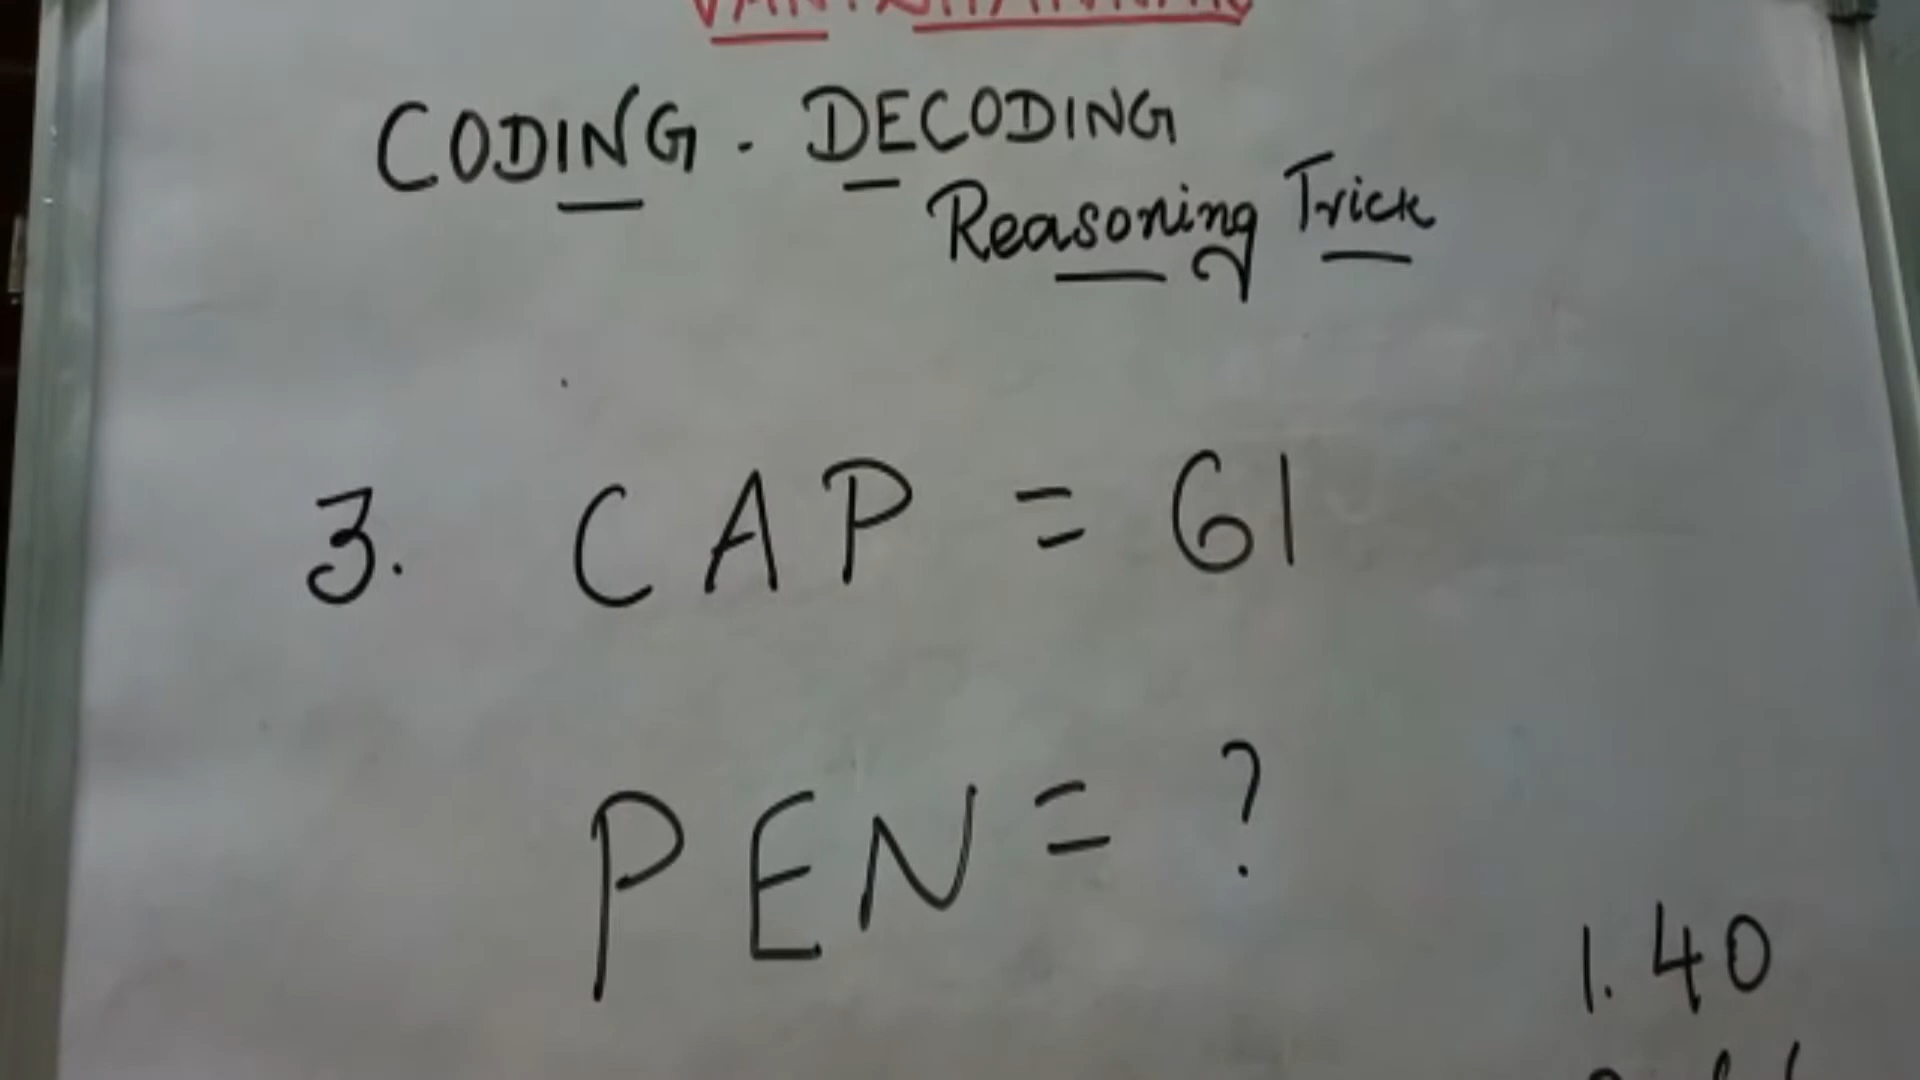 CODING - DECODING
Reasoning Trick
3. CAP = 61
PEN = ?
1. 40